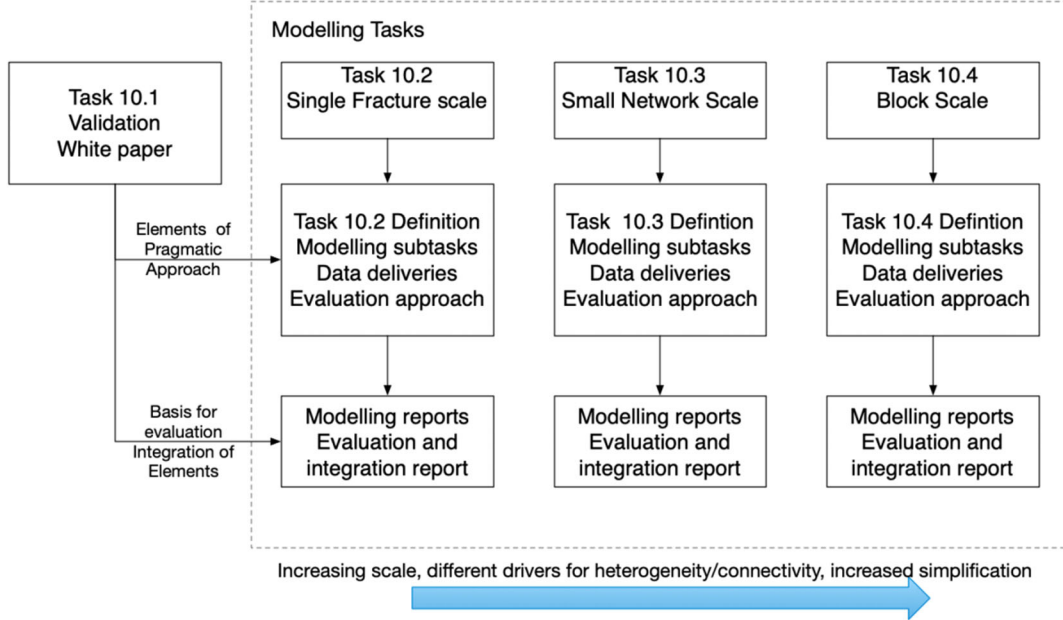 Modelling Tasks
Task 10.1
Validation
White paper
Task 10.2
Single Fracture scale
Task 10.3
Small Network Scale
Task 10.4
Block Scale
Elements of
Pragmatic
Approach
Task 10.2 Definition
Modelling subtasks
Data deliveries
Evaluation approach
Task 10.3 Defintion
Modelling subtasks
Data deliveries
Evaluation approach
Task 10.4 Defintion
Modelling subtasks
Data deliveries
Evaluation approach
Basis for
evaluation
Integration of
Elements
Modelling reports
Evaluation and
integration report
Modelling reports
Evaluation and
integration report
Modelling reports
Evaluation and
integration report
Increasing scale, different drivers for heterogeneity/connectivity, increased simplification